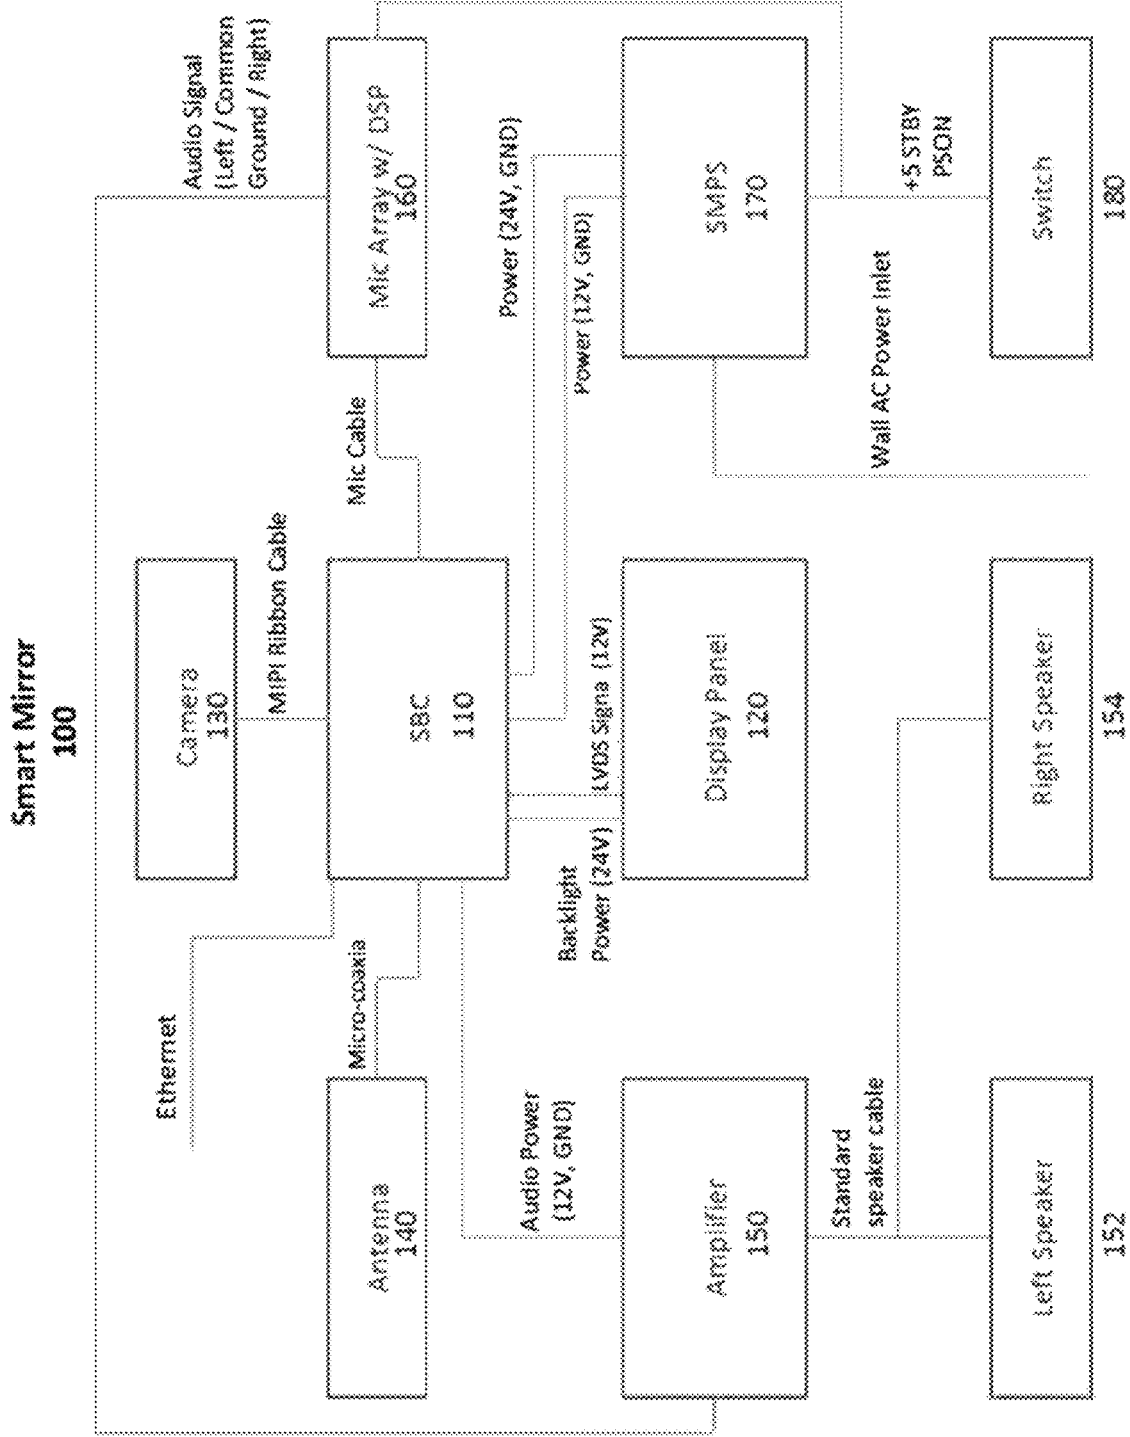 Smart Mirror
100
Ethernet
Camera
130
MIPI Ribbon Cable
Audio Signal
(Left / Common
Ground / Right)
Antenna
140
Micro-coaxia
SBC
110
Mic Cable
Mic Array w/ DSP
160
Audio Power
(12V, GND)
Backlight
Power (24V)
LVDS Signa (12V)
Power (24V, GND)
Power (12V, GND)
Amplifier
150
Display Panel
120
SMPS
170
Standard
speaker cable
Wall AC Power Inlet
+5 STBY
PSON
Left Speaker
152
Right Speaker
154
Switch
180